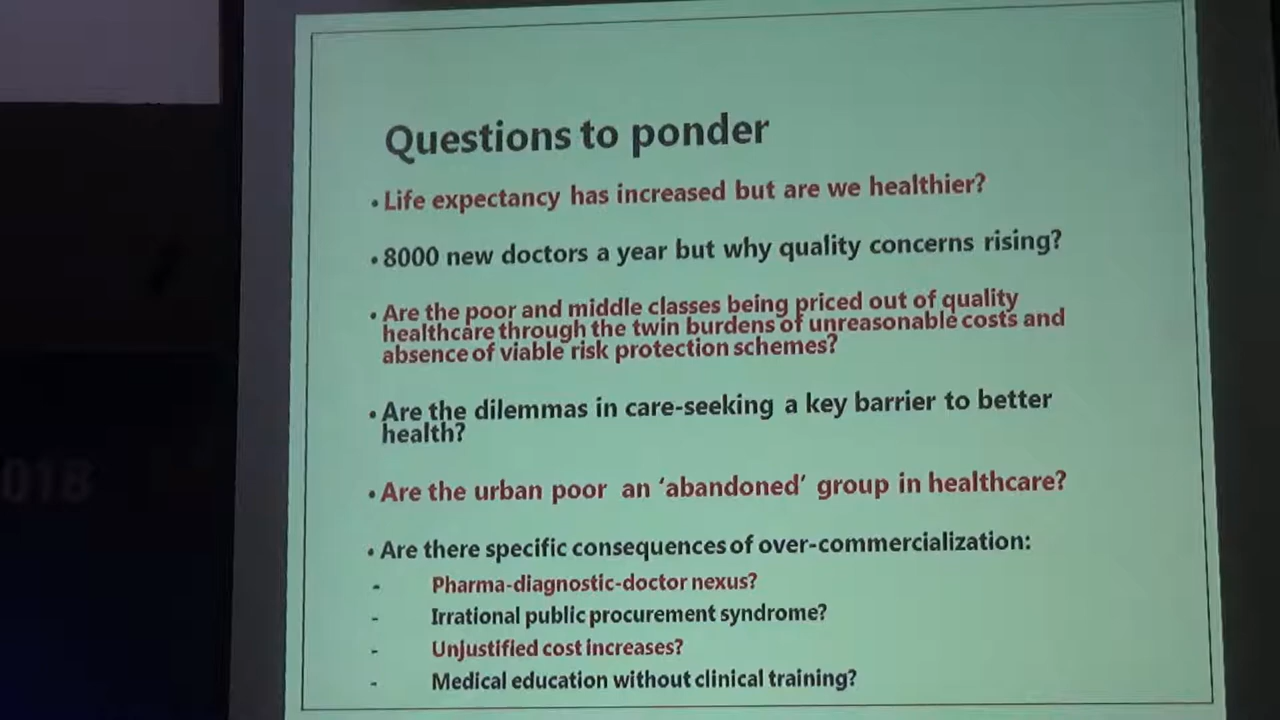 Questions to ponder
• Life expectancy has increased but are we healthier?
• 8000 new doctors a year but why quality concerns rising?
• Are the poor and middle classes being priced out of quality
healthcare through the twin burdens of unreasonable costs and
absence of viable risk protection schemes?
• Are the dilemmas in care-seeking a key barrier to better
health?
• Are the urban poor an ‘abandoned’ group in healthcare?
• Are there specific consequences of over-commercialization:
- Pharma-diagnostic-doctor nexus?
- Irrational public procurement syndrome?
- Unjustified cost increases?
- Medical education without clinical training?
018